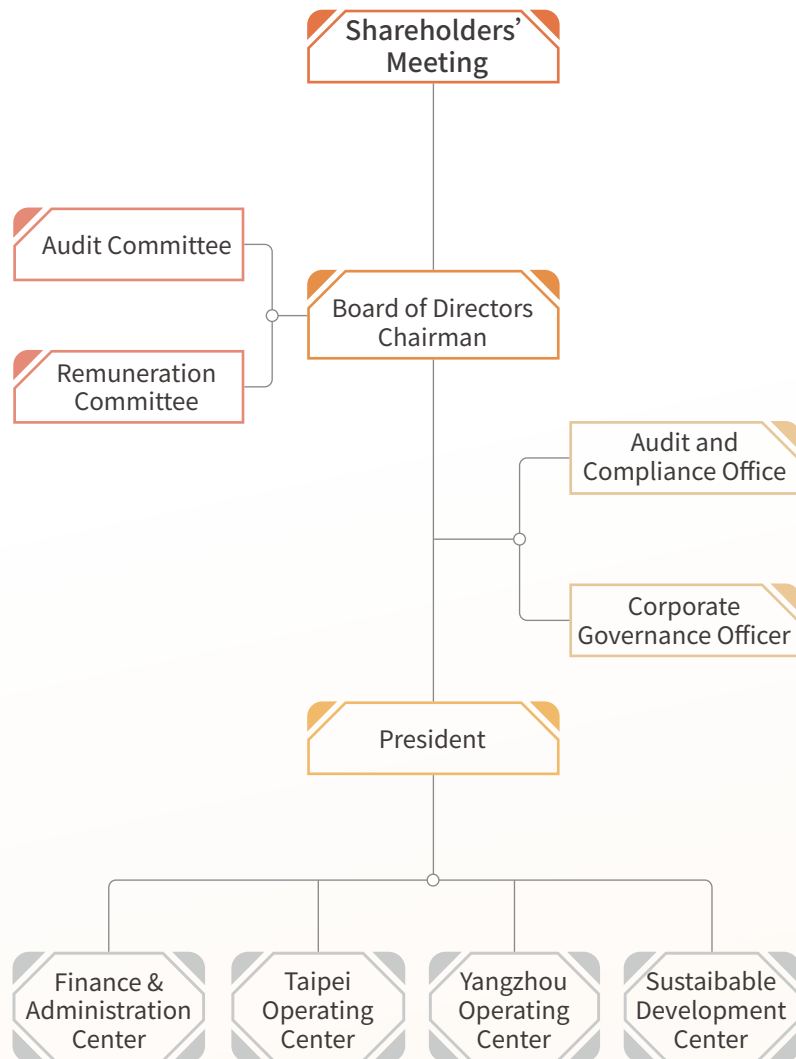 Shareholders’
Meeting
Audit Committee
Board of Directors
Chairman
Remuneration
Committee
Audit and
Compliance Office
Corporate
Governance Officer
President
Finance &
Administration
Center
Taipei
Operating
Center
Yangzhou
Operating
Center
Sustaibable
Development
Center